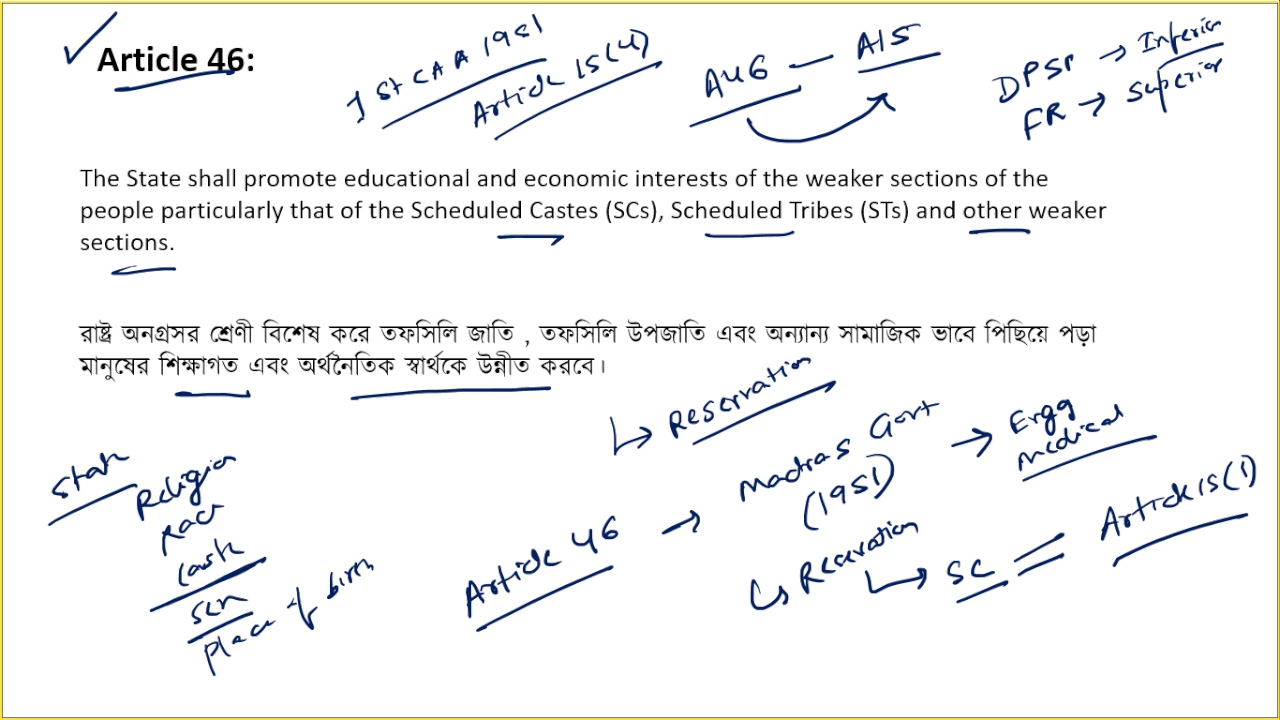 Article 46:
1st CAA 1951
Article 15(4)
A46 — A15
DPSP → Inferior
FR → Superior
The State shall promote educational and economic interests of the weaker sections of the
people particularly that of the Scheduled Castes (SCs), Scheduled Tribes (STs) and other weaker
sections.
রাষ্ট্র অনগ্রসর শ্রেণী বিশেষ করে তফসিলি জাতি , তফসিলি উপজাতি এবং অন্যান্য সামাজিক ভাবে পিছিয়ে পড়া
মানুষের শিক্ষাগত এবং অর্থনৈতিক স্বার্থকে উন্নীত করবে।
↳ Reservation
State
Religion
Race
Caste
Sex
place of birth
Article 46 → Madras Govt
(1951)
→ Engg
medical
↳ Reservation
↳ SC = Article 15(1)